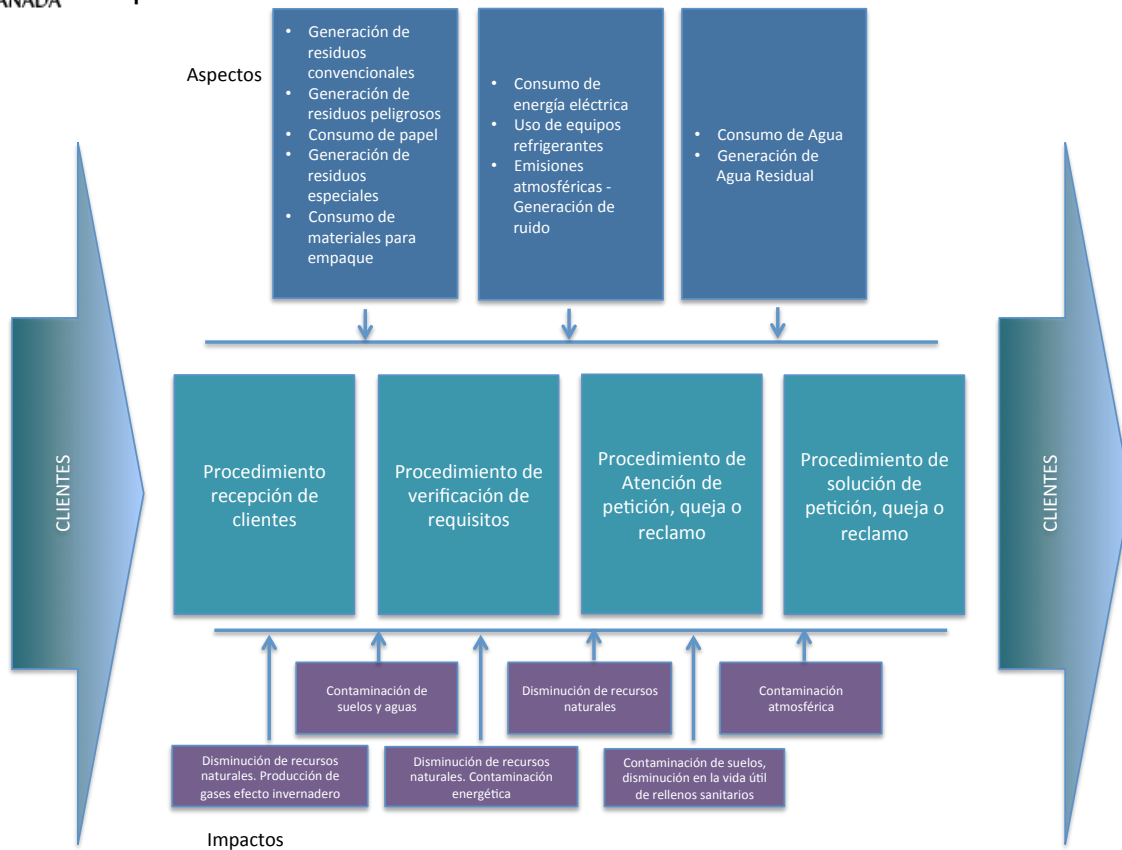 Aspectos
• Generación de
residuos
convencionales
• Generación de
residuos peligrosos
• Consumo de papel
• Generación de
residuos
especiales
• Consumo de
materiales para
empaque
• Consumo de
energía eléctrica
• Uso de equipos
refrigerantes
• Emisiones
atmosféricas -
Generación de
ruido
• Consumo de Agua
• Generación de
Agua Residual
CLIENTES
Procedimiento
recepción de
clientes
Procedimiento de
verificación de
requisitos
Procedimiento de
Atención de
petición, queja o
reclamo
Procedimiento de
solución de
petición, queja o
reclamo
CLIENTES
Contaminación de
suelos y aguas
Disminución de recursos
naturales
Contaminación
atmosférica
Disminución de recursos
naturales. Producción de
gases efecto invernadero
Disminución de recursos
naturales. Contaminación
energética
Contaminación de suelos,
disminución en la vida útil
de rellenos sanitarios
Impactos